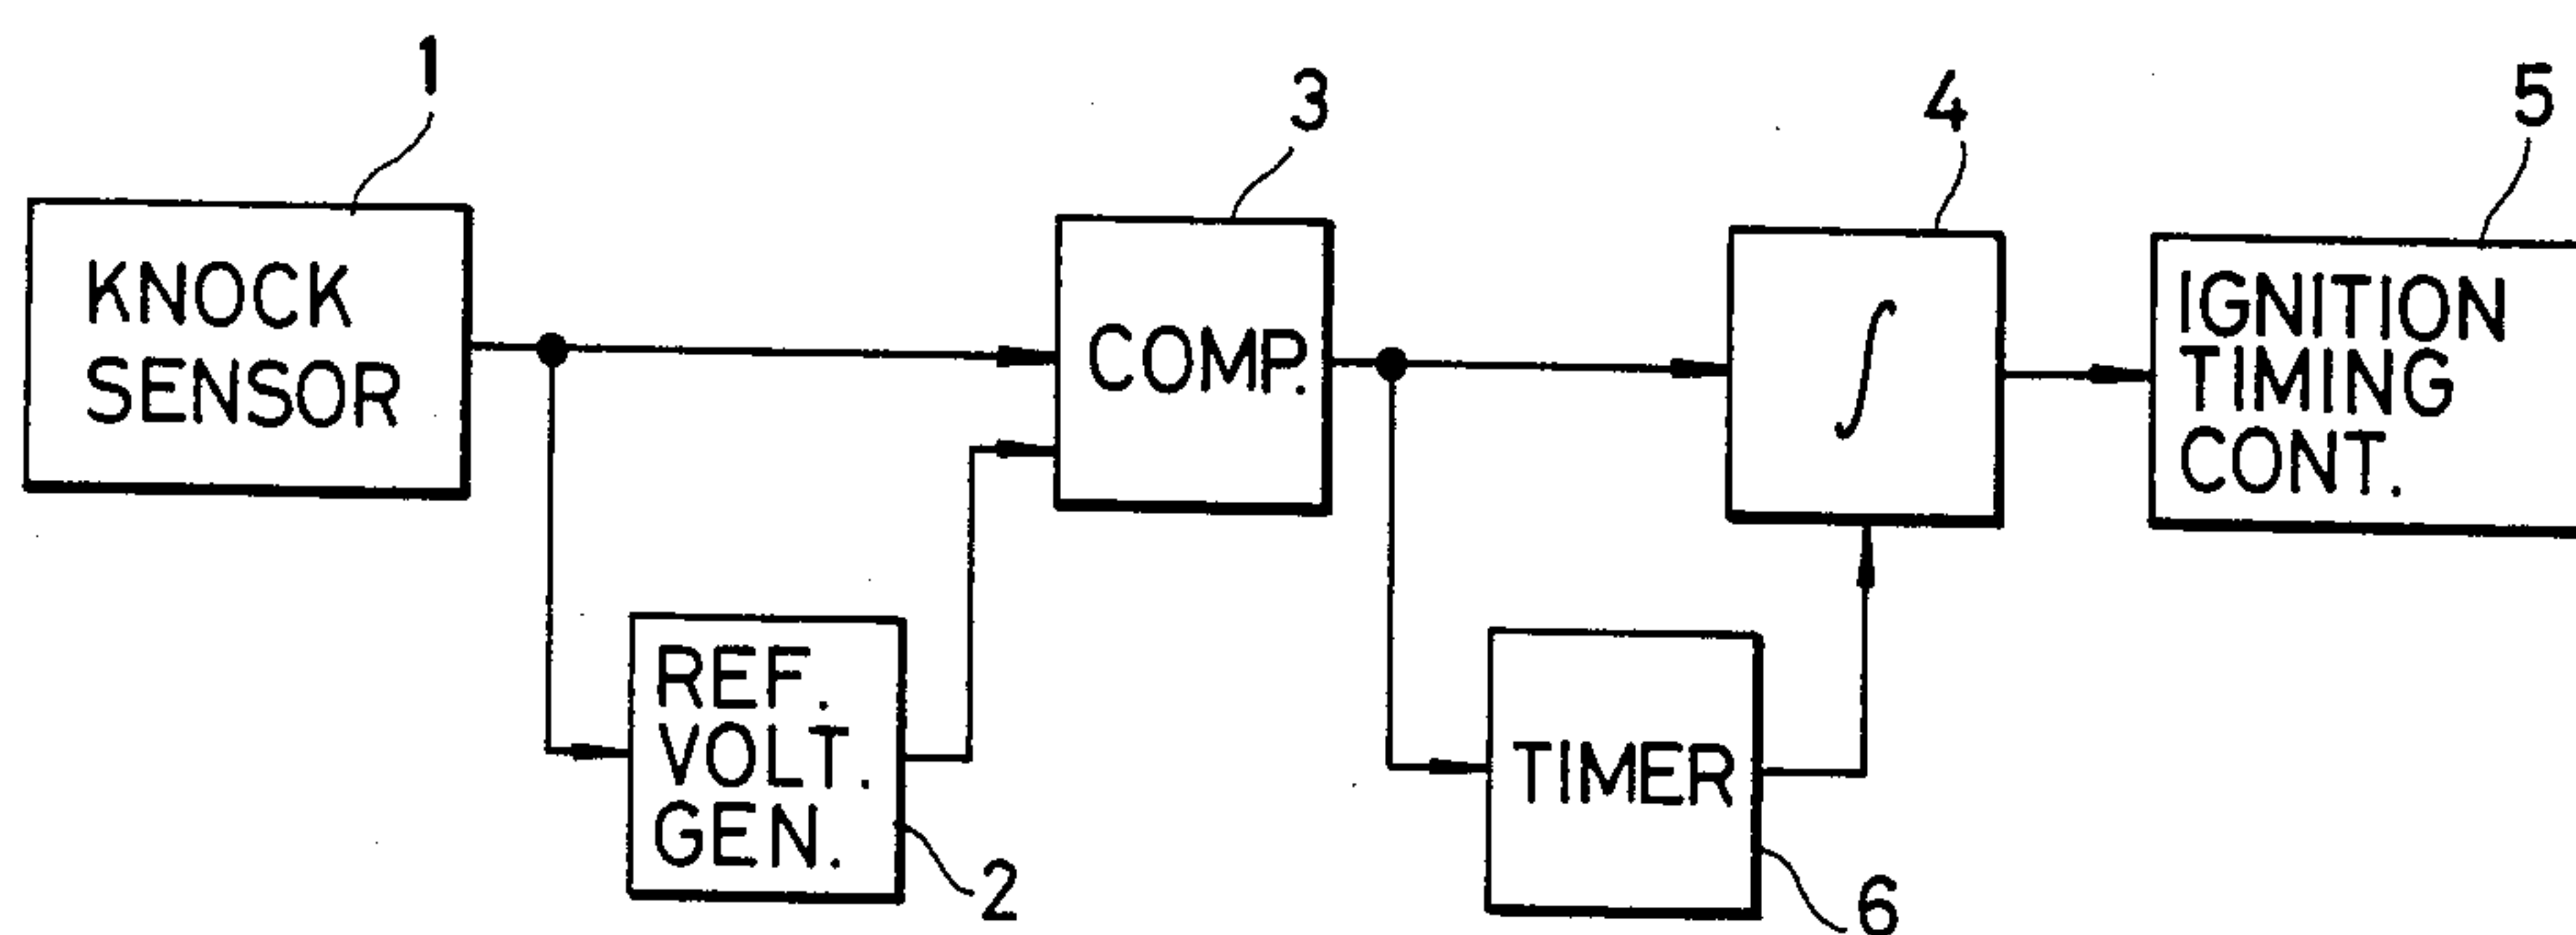 1
3
4
5
KNOCK
SENSOR
COMP.
∫
IGNITION
TIMING
CONT.
REF.
VOLT.
GEN.
2
TIMER
6